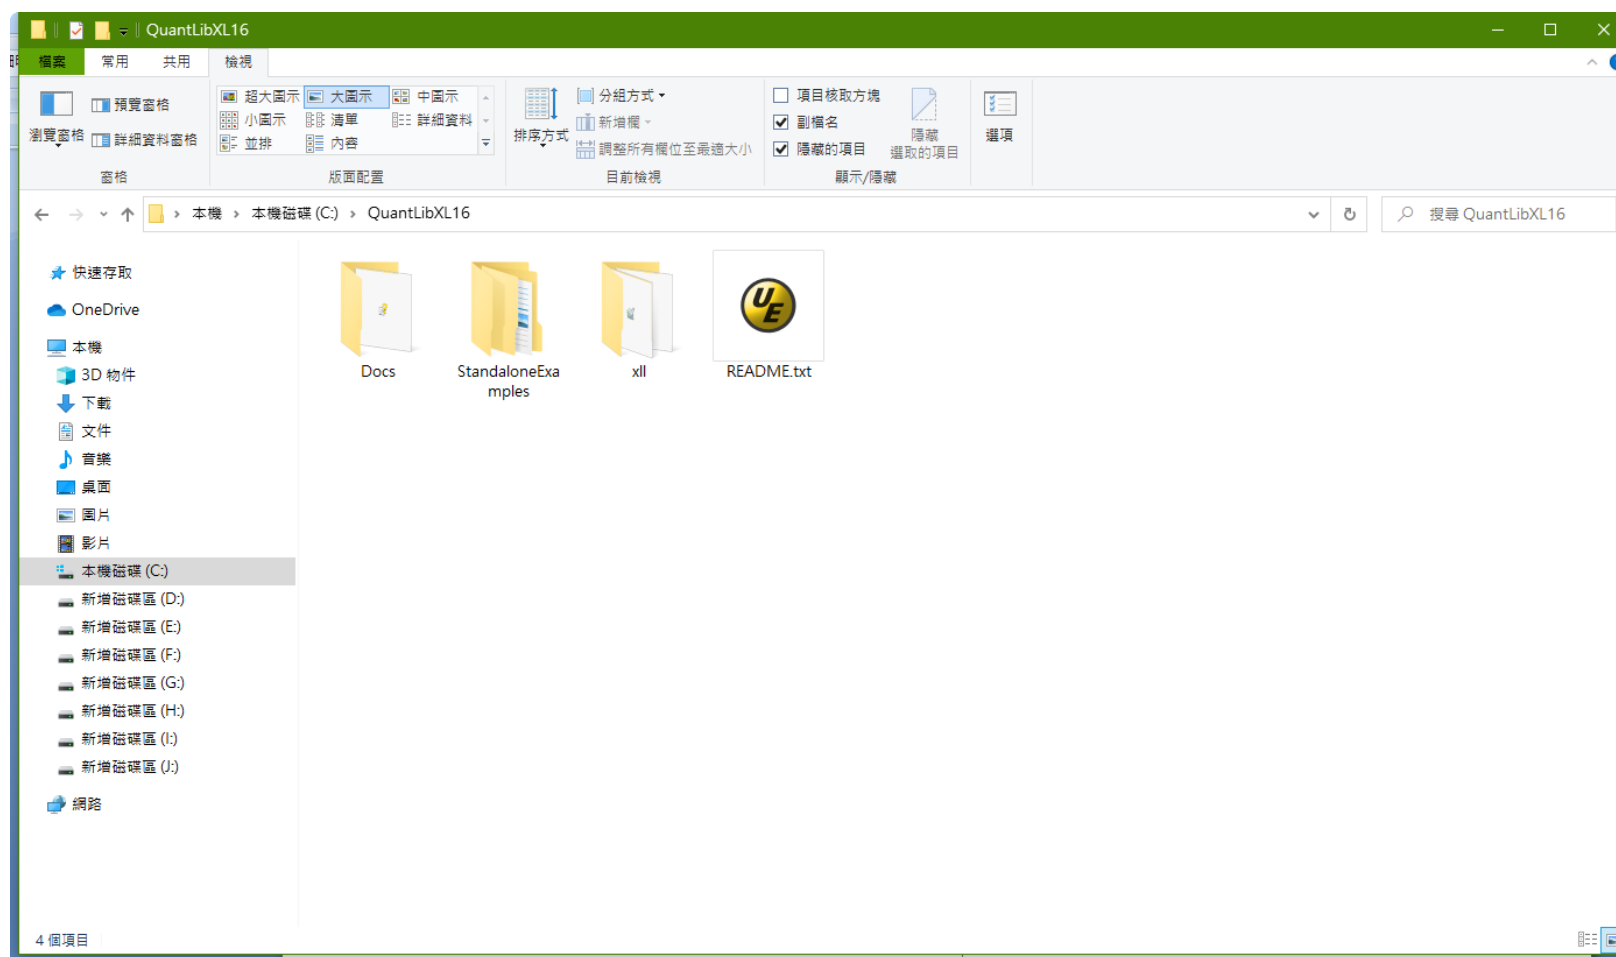 QuantLibXL16
檔案 常用 共用 檢視
預覽窗格
瀏覽窗格
詳細資料窗格
窗格
超大圖示 大圖示 中圖示
小圖示 清單 詳細資料
並排 內容
版面配置
排序方式
分組方式
新增欄
調整所有欄位至最適大小
目前檢視
項目核取方塊
副檔名
隱藏的項目
隱藏
選取的項目
顯示/隱藏
選項
本機 本機磁碟 (C:) QuantLibXL16
搜尋 QuantLibXL16
快速存取
OneDrive
本機
3D 物件
下載
文件
音樂
桌面
圖片
影片
本機磁碟 (C:)
新增磁碟區 (D:)
新增磁碟區 (E:)
新增磁碟區 (F:)
新增磁碟區 (G:)
新增磁碟區 (H:)
新增磁碟區 (I:)
新增磁碟區 (J:)
網路
Docs
StandaloneExa
mples
xll
UE
README.txt
4 個項目